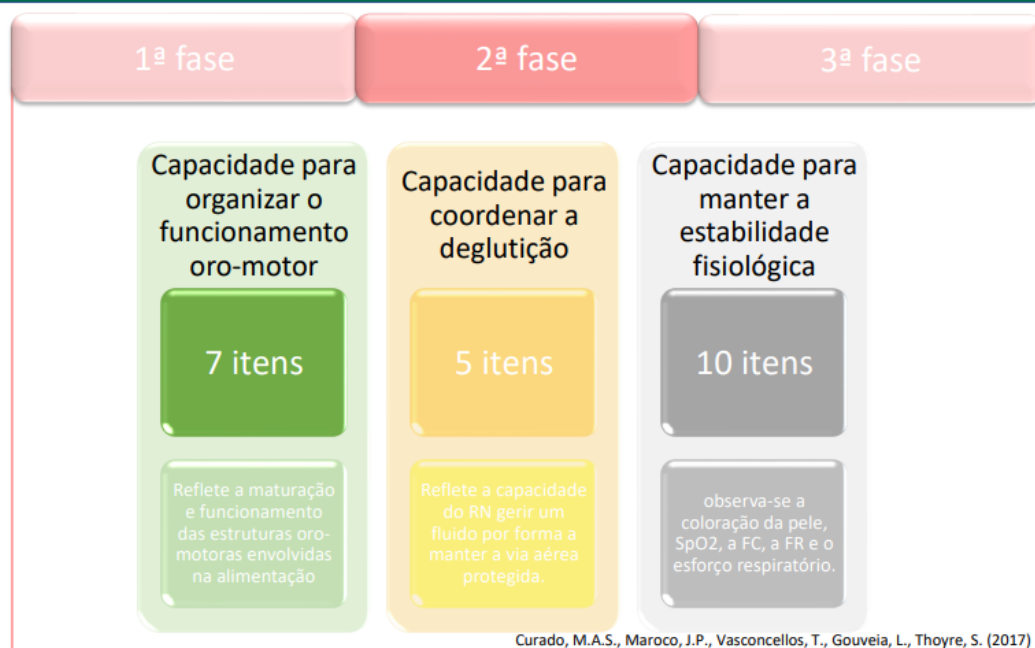 1ª fase
2ª fase
3ª fase
Capacidade para
organizar o
funcionamento
oro-motor
7 itens
Reflete a maturação
e funcionamento
das estruturas oro-
motoras envolvidas
na alimentação
Capacidade para
coordenar a
deglutição
5 itens
Reflete a capacidade
do RN gerir um
fluido por forma a
manter a via aérea
protegida.
Capacidade para
manter a
estabilidade
fisiológica
10 itens
observa-se a
coloração da pele,
SpO2, a FC, a FR e o
esforço respiratório.
Curado, M.A.S., Maroco, J.P., Vasconcellos, T., Gouveia, L., Thoyre, S. (2017)